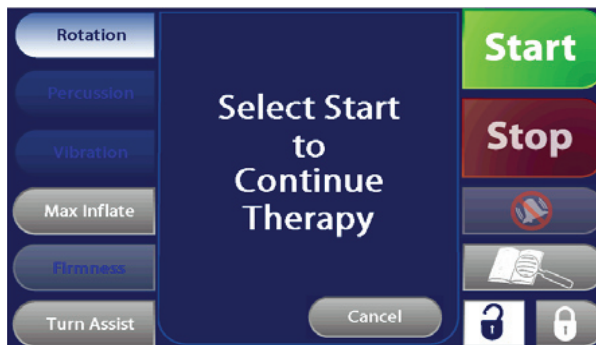 Rotation
Percussion
Vibration
Max Inflate
Firmness
Turn Assist
Select Start
to
Continue
Therapy
Cancel
Start
Stop